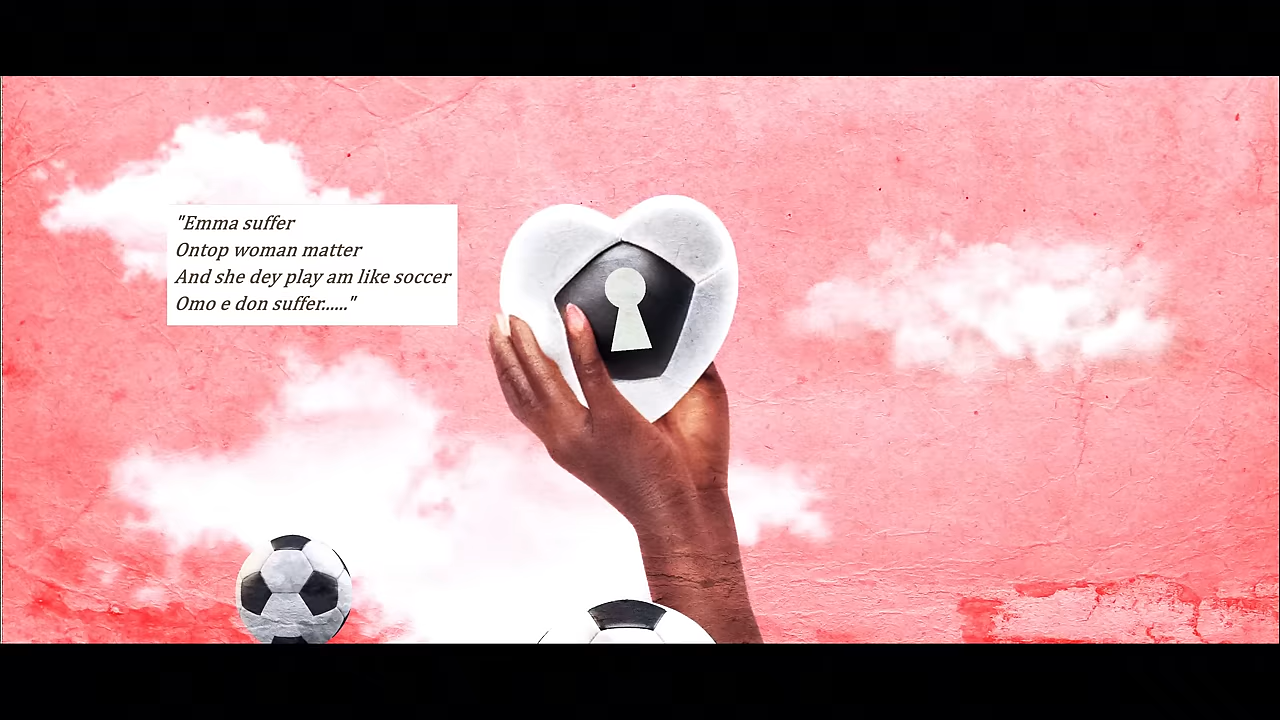 "Emma suffer
Ontop woman matter
And she dey play am like soccer
Omo e don suffer......"